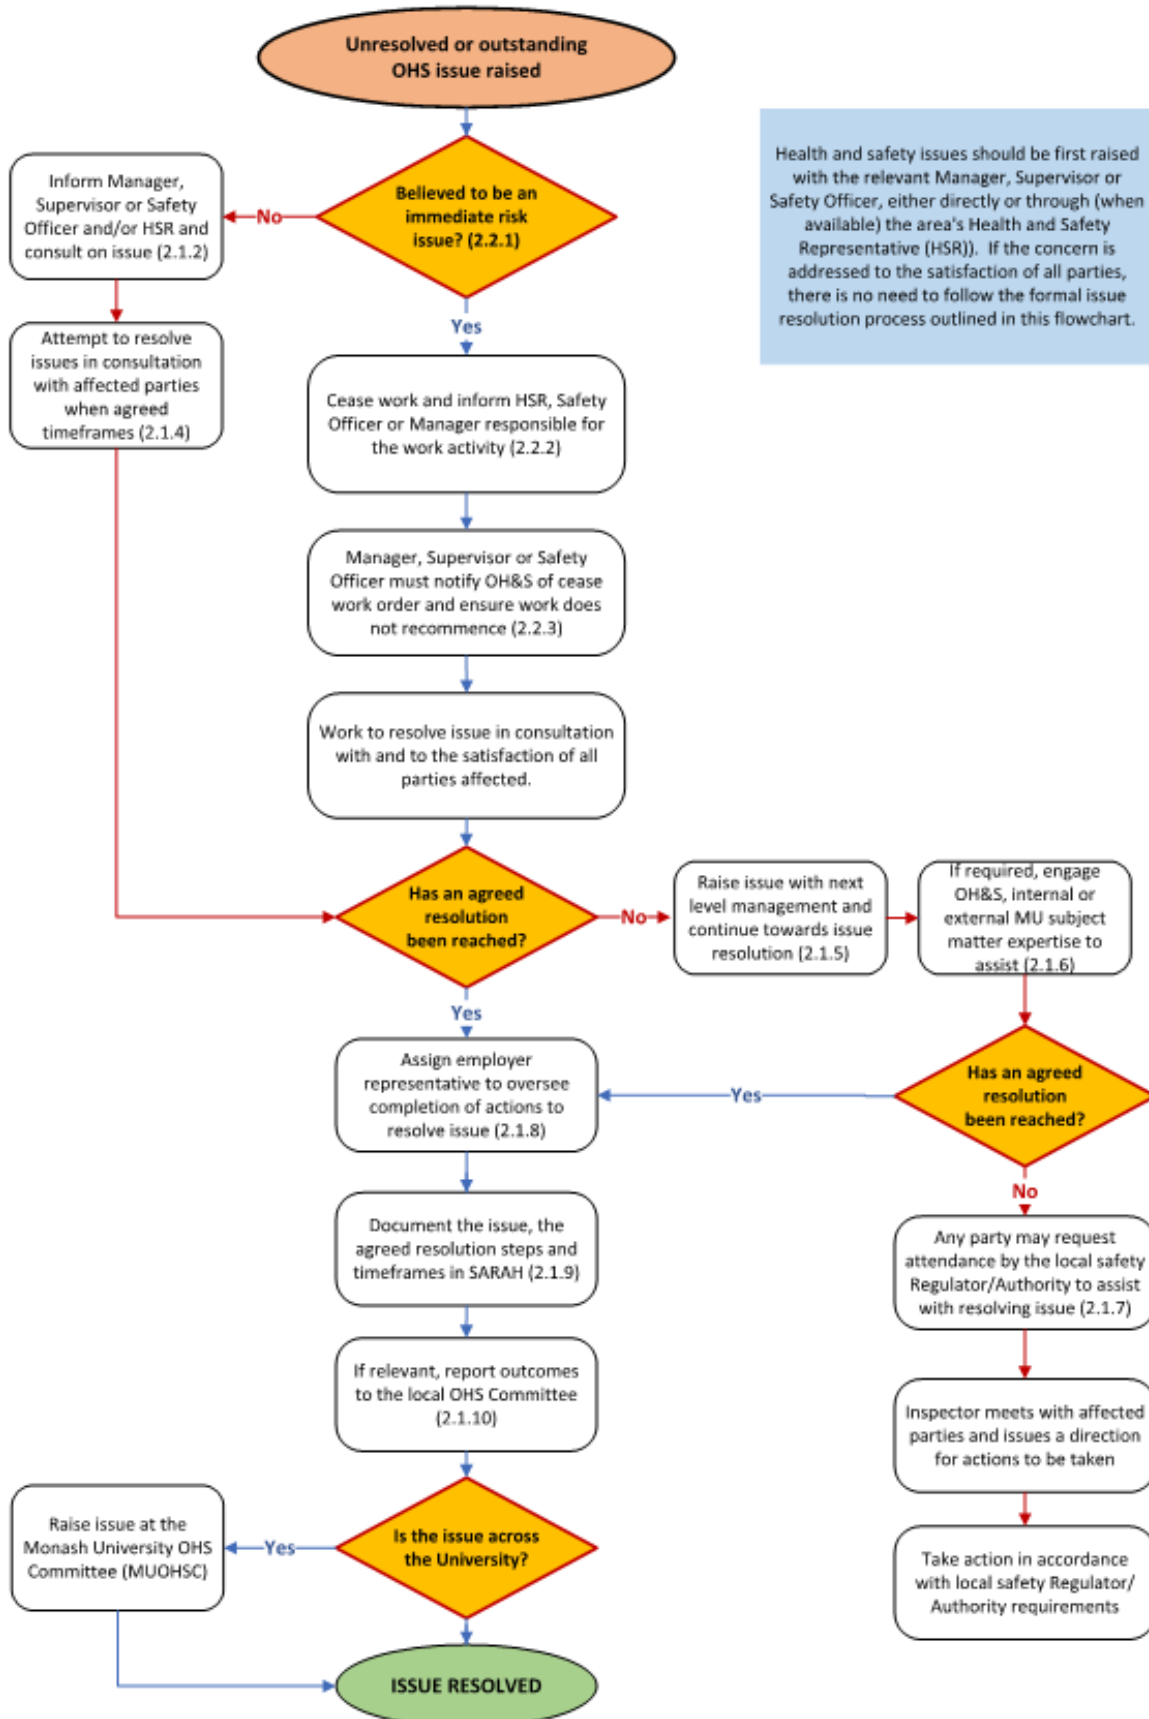 Unresolved or outstanding
OHS issue raised
Health and safety issues should be first raised
with the relevant Manager, Supervisor or
Safety Officer, either directly or through (when
available) the area's Health and Safety
Representative (HSR)).  If the concern is
addressed to the satisfaction of all parties,
there is no need to follow the formal issue
resolution process outlined in this flowchart.
Believed to be an
immediate risk
issue? (2.2.1)
No
Inform Manager,
Supervisor or Safety
Officer and/or HSR and
consult on issue (2.1.2)
Attempt to resolve
issues in consultation
with affected parties
when agreed
timeframes (2.1.4)
Yes
Cease work and inform HSR, Safety
Officer or Manager responsible for
the work activity (2.2.2)
Manager, Supervisor or Safety
Officer must notify OH&S of cease
work order and ensure work does
not recommence (2.2.3)
Work to resolve issue in consultation
with and to the satisfaction of all
parties affected.
Has an agreed
resolution
been reached?
No
Raise issue with next
level management and
continue towards issue
resolution (2.1.5)
If required, engage
OH&S, internal or
external MU subject
matter expertise to
assist (2.1.6)
Yes
Assign employer
representative to oversee
completion of actions to
resolve issue (2.1.8)
Yes
Has an agreed
resolution
been reached?
No
Document the issue, the
agreed resolution steps and
timeframes in SARAH (2.1.9)
Any party may request
attendance by the local safety
Regulator/Authority to assist
with resolving issue (2.1.7)
If relevant, report outcomes
to the local OHS Committee
(2.1.10)
Inspector meets with affected
parties and issues a direction
for actions to be taken
Is the issue across
the University?
Yes
Raise issue at the
Monash University OHS
Committee (MUOHSC)
Take action in accordance
with local safety Regulator/
Authority requirements
ISSUE RESOLVED